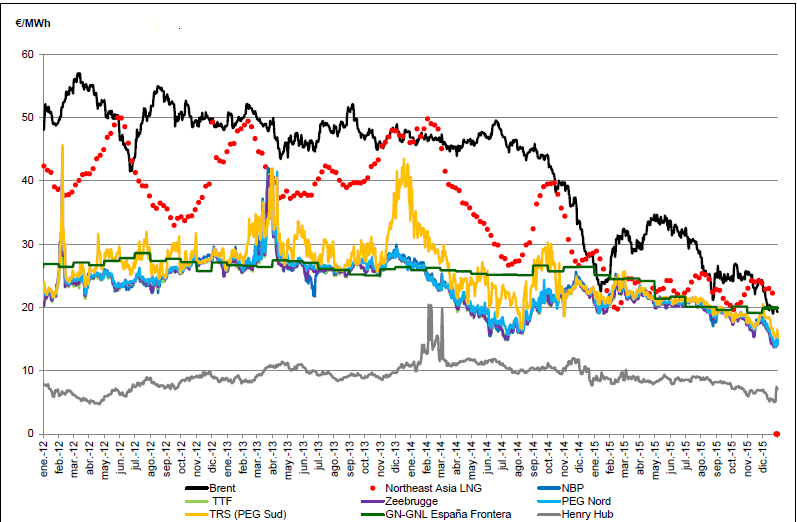 €/MWh
60
50
40
30
20
10
0
ene.-12
feb.-12
mar.-12
abr.-12
may.-12
jun.-12
jul.-12
ago.-12
sep.-12
oct.-12
nov.-12
dic.-12
ene.-13
feb.-13
mar.-13
abr.-13
may.-13
jun.-13
jul.-13
ago.-13
sep.-13
oct.-13
nov.-13
dic.-13
ene.-14
feb.-14
mar.-14
abr.-14
may.-14
jun.-14
jul.-14
ago.-14
sep.-14
oct.-14
nov.-14
dic.-14
ene.-15
feb.-15
mar.-15
abr.-15
may.-15
jun.-15
jul.-15
ago.-15
sep.-15
oct.-15
nov.-15
dic.-15
Brent Northeast Asia LNG NBP
TTF Zeebrugge PEG Nord
TRS (PEG Sud) GN-GNL España Frontera Henry Hub